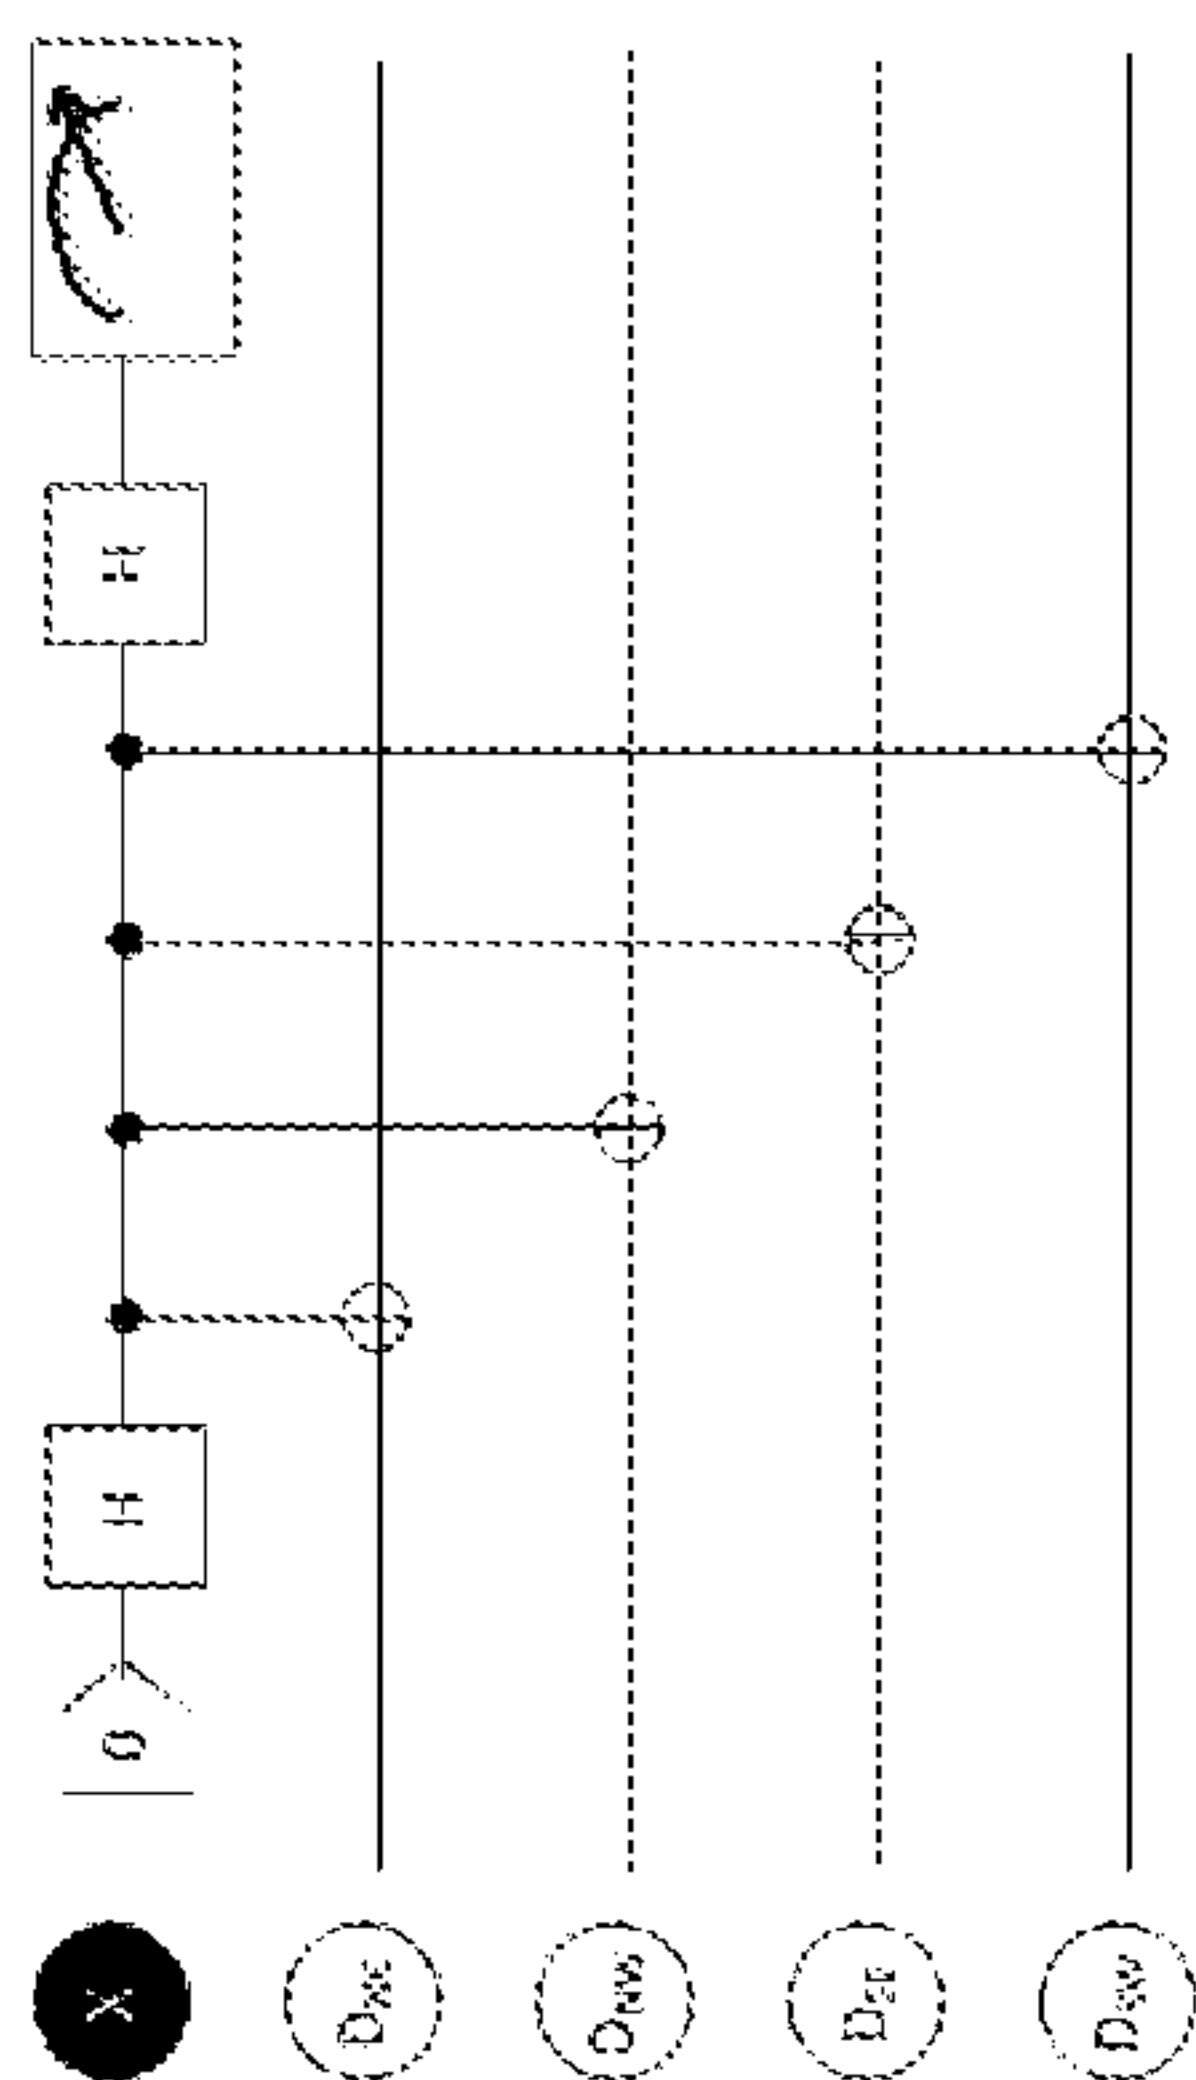 X |0⟩ H H
D_NE
D_NW
D_SE
D_SW